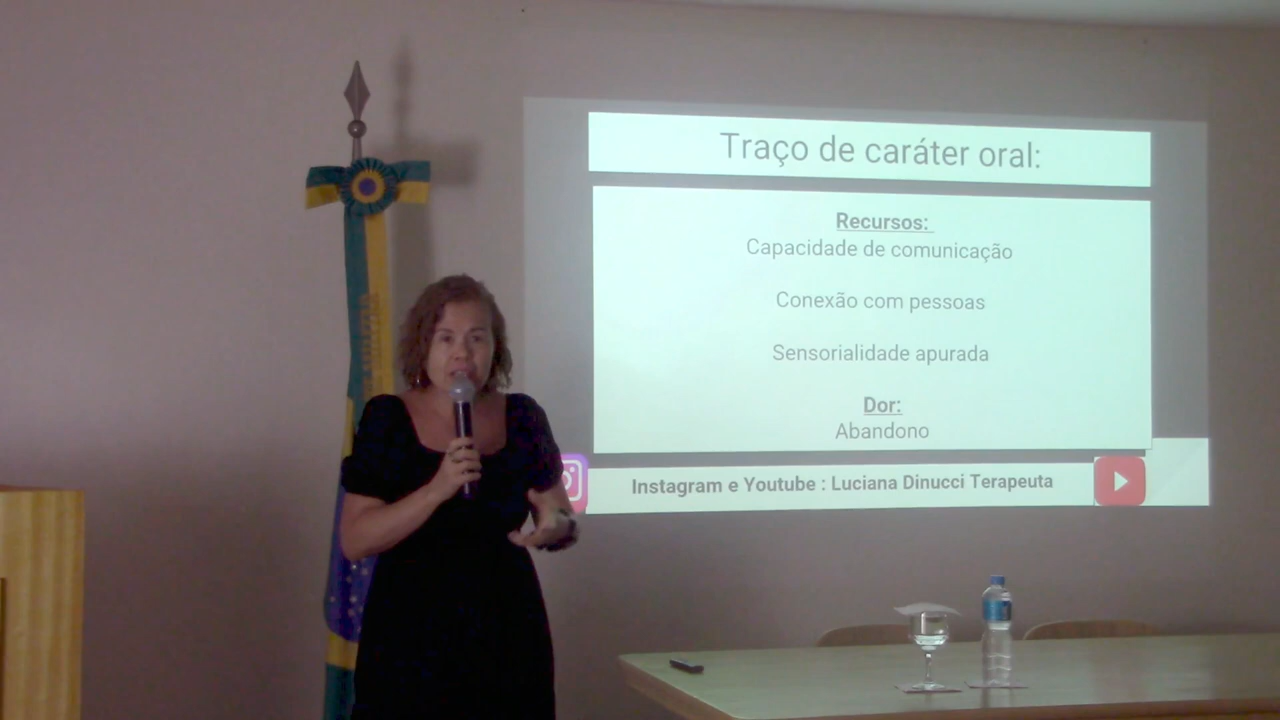 Traço de caráter oral:
Recursos:
Capacidade de comunicação
Conexão com pessoas
Sensorialidade apurada
Dor:
Abandono
Instagram e Youtube : Luciana Dinucci Terapeuta